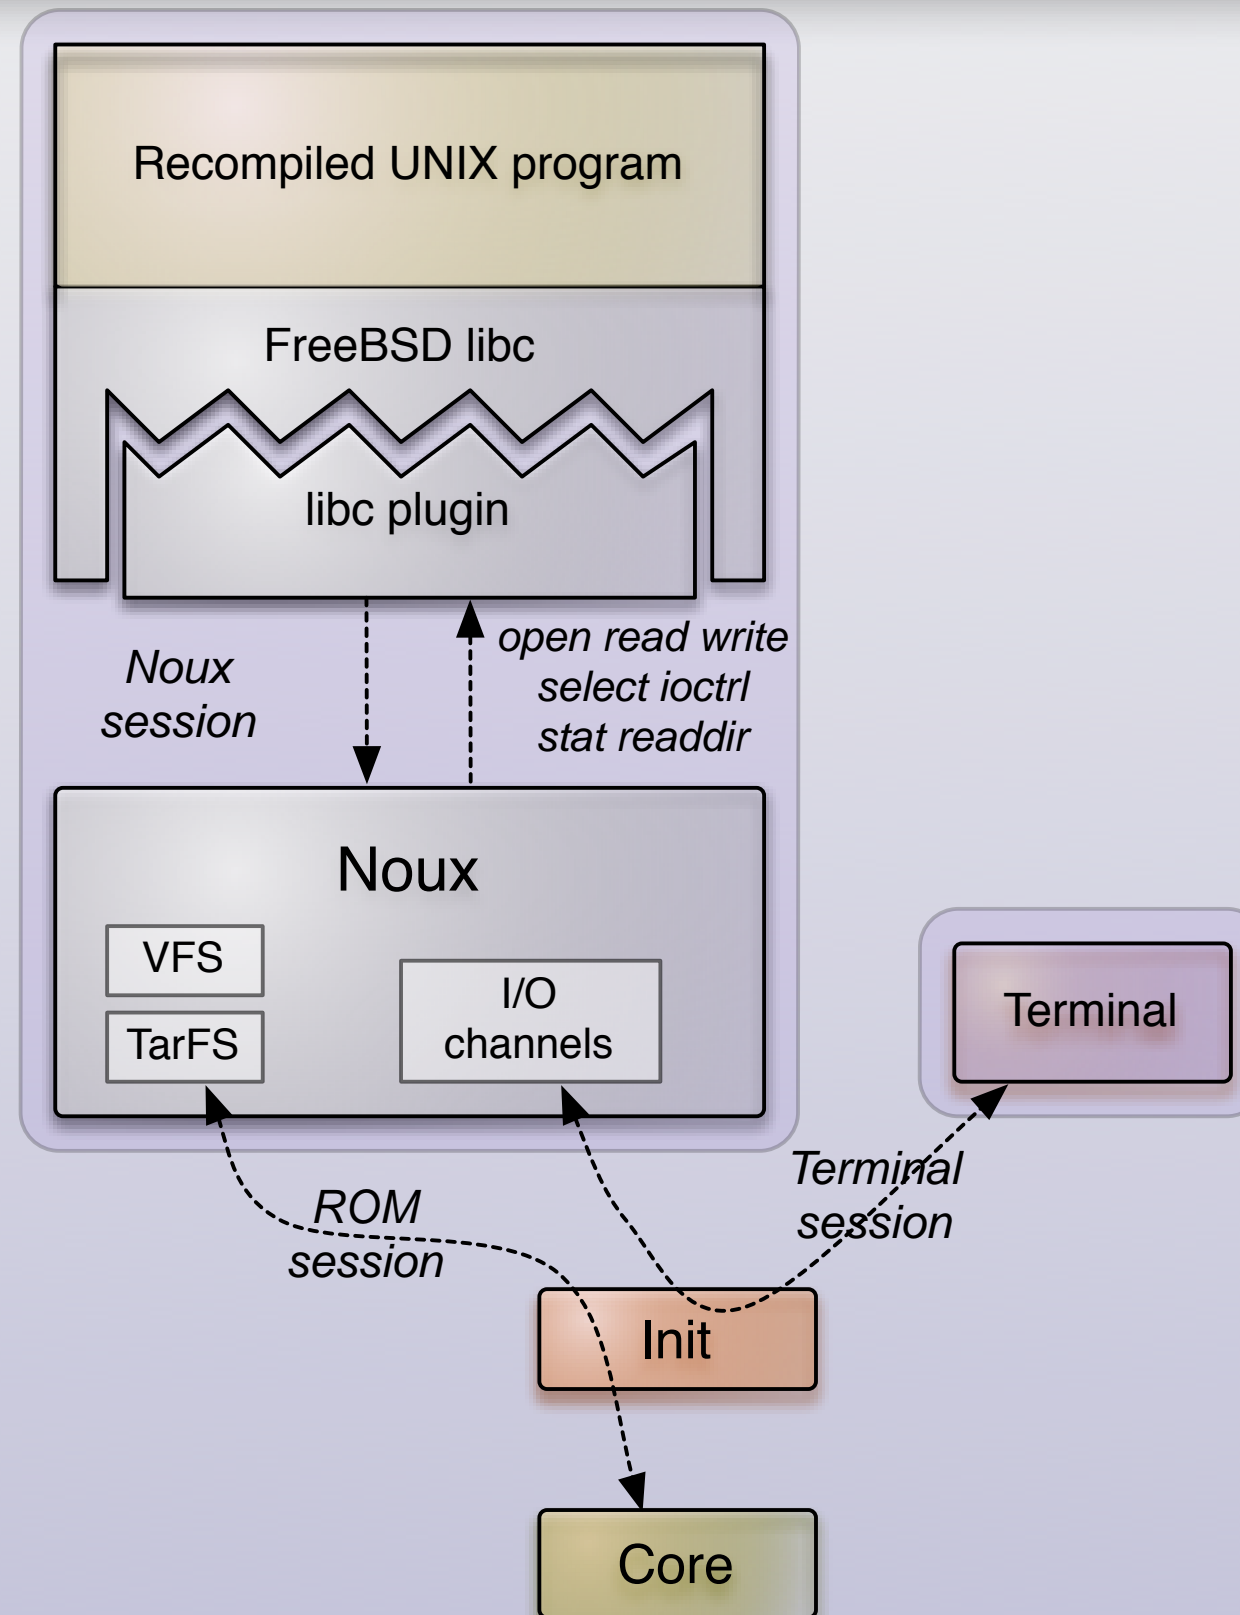 Recompiled UNIX program
FreeBSD libc
libc plugin
Noux
session
open read write
select ioctrl
stat readdir
Noux
VFS
TarFS
I/O
channels
Terminal
Terminal
session
ROM
session
Init
Core